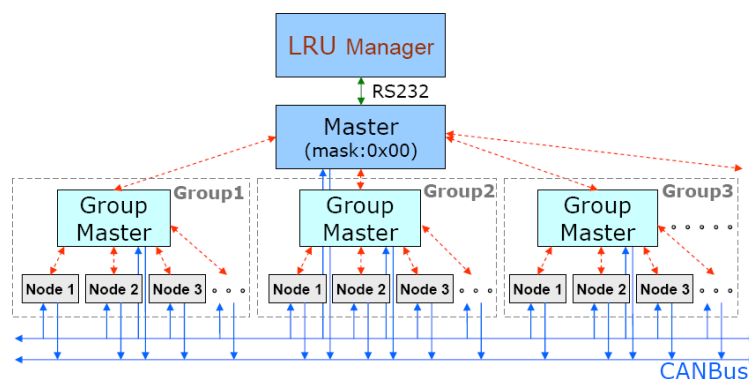 LRU Manager
RS232
Master
(mask:0x00)
Group1
Group2
Group3
Group
Master
Group
Master
Group
Master
Node 1
Node 2
Node 3
Node 1
Node 2
Node 3
Node 1
Node 2
Node 3
CANBus